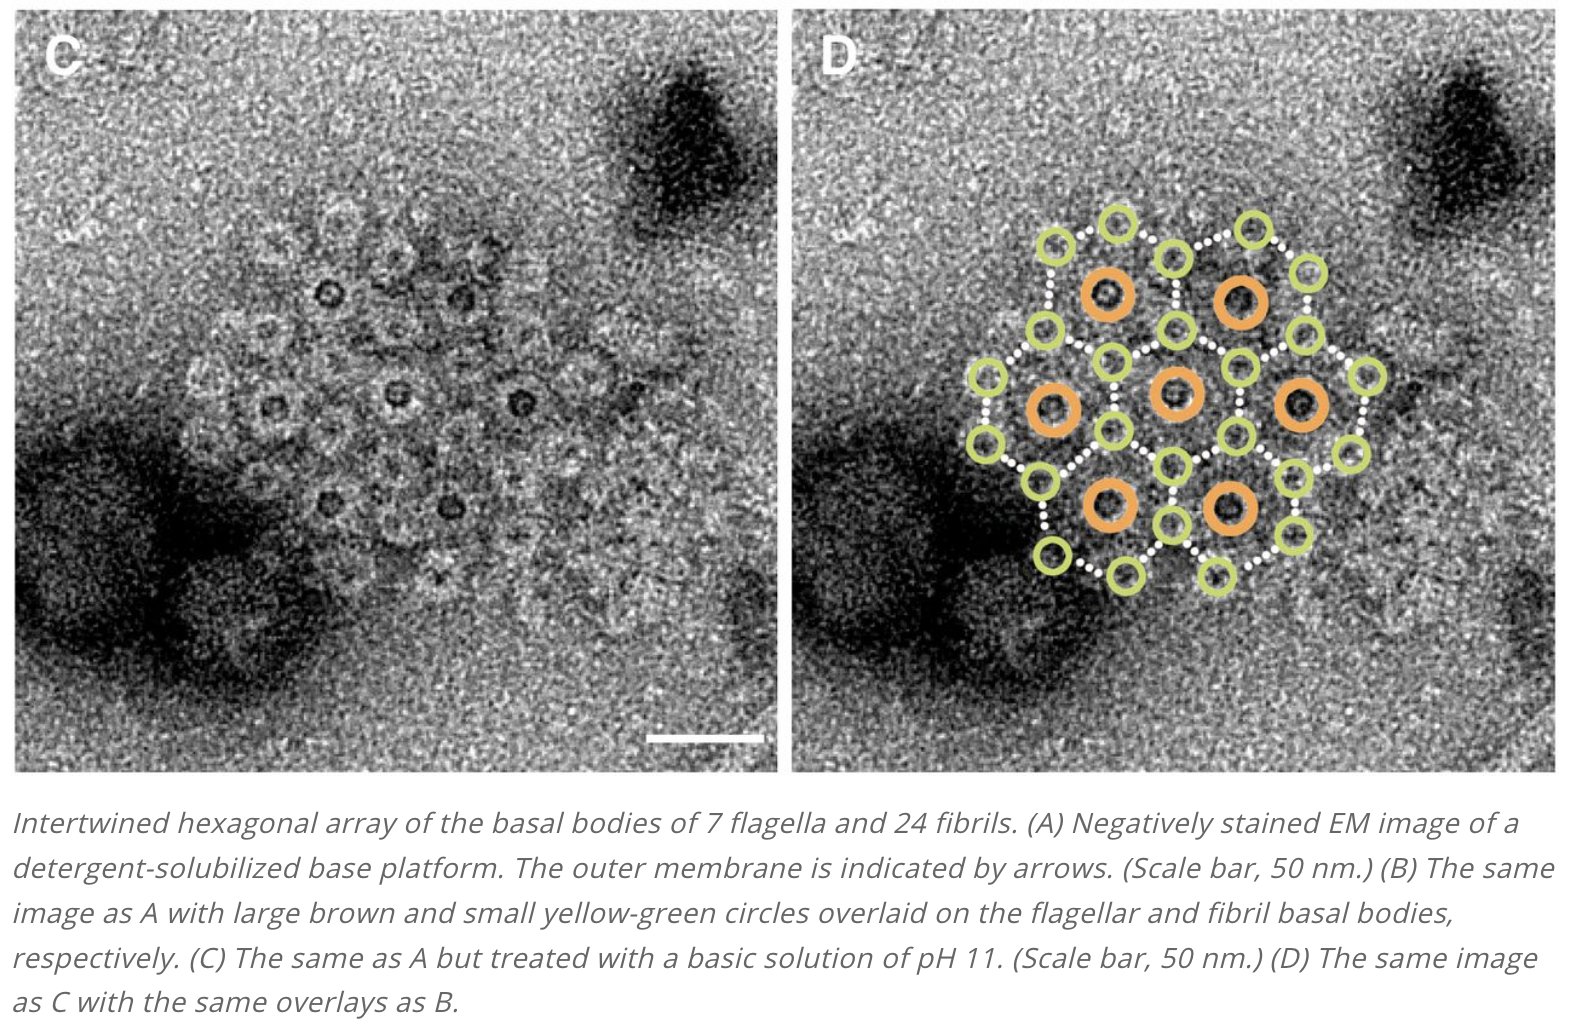 C
D
Intertwined hexagonal array of the basal bodies of 7 flagella and 24 fibrils. (A) Negatively stained EM image of a
detergent-solubilized base platform. The outer membrane is indicated by arrows. (Scale bar, 50 nm.) (B) The same
image as A with large brown and small yellow-green circles overlaid on the flagellar and fibril basal bodies,
respectively. (C) The same as A but treated with a basic solution of pH 11. (Scale bar, 50 nm.) (D) The same image
as C with the same overlays as B.